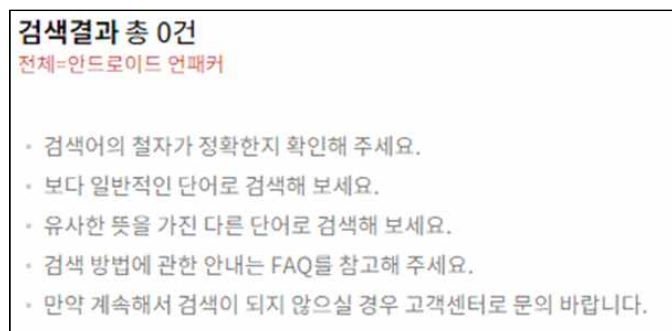 검색결과 총 0건
전체=안드로이드 언패커
• 검색어의 철자가 정확한지 확인해 주세요.
• 보다 일반적인 단어로 검색해 보세요.
• 유사한 뜻을 가진 다른 단어로 검색해 보세요.
• 검색 방법에 관한 안내는 FAQ를 참고해 주세요.
• 만약 계속해서 검색이 되지 않으실 경우 고객센터로 문의 바랍니다.